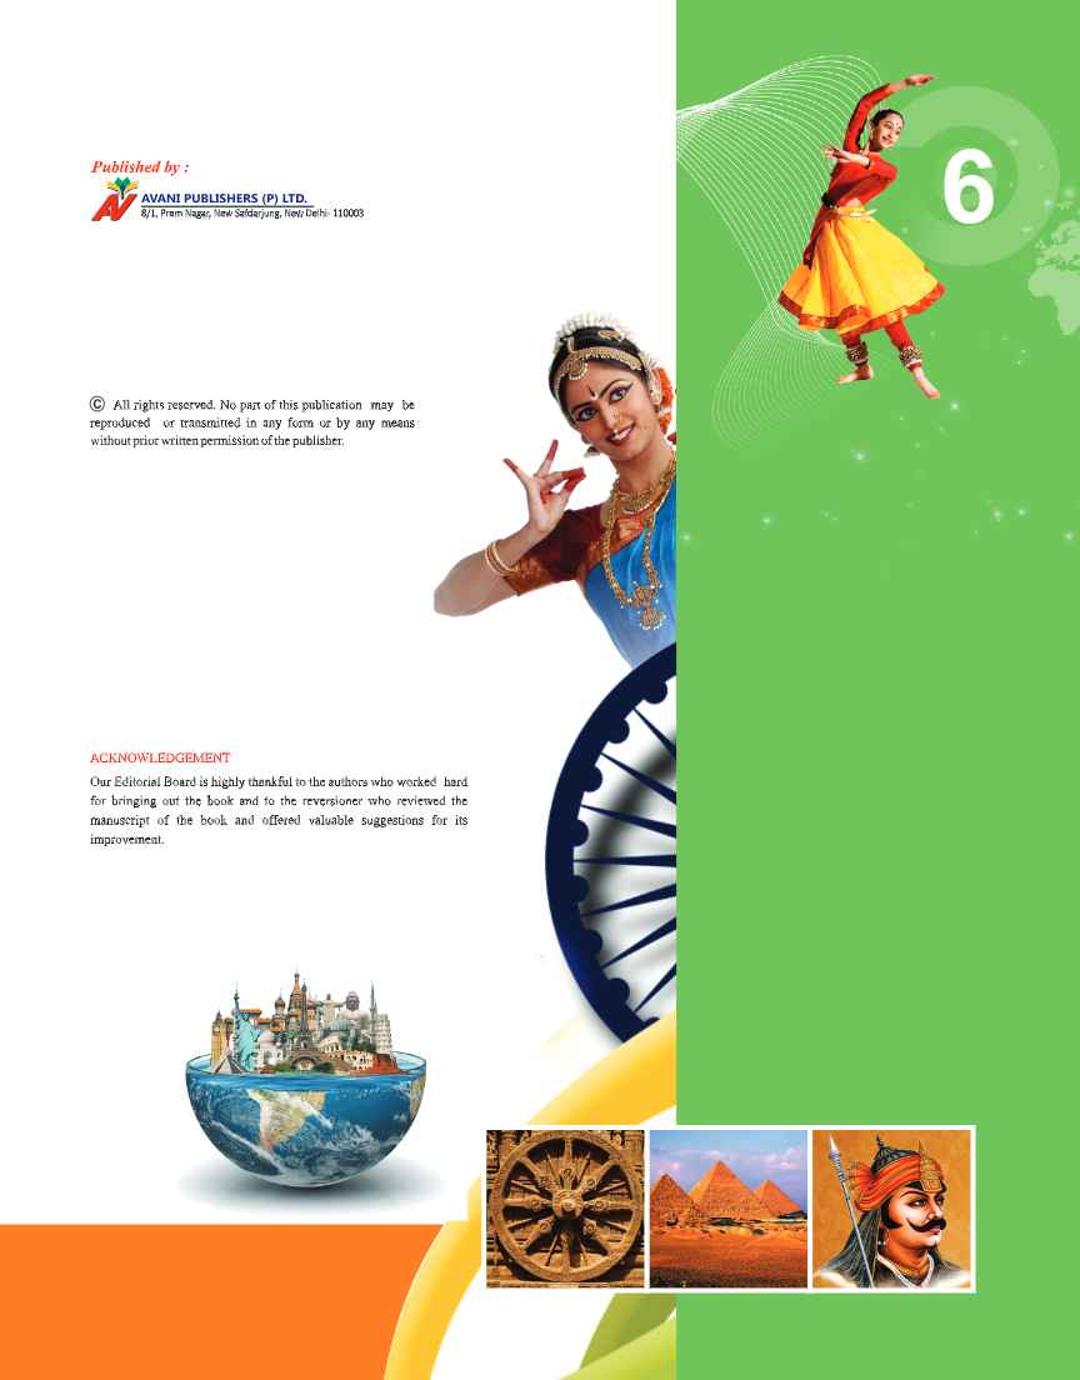 Published by :
AVANI PUBLISHERS (P) LTD.
8/1, Prem Nagar, New Safdarjung, New Delhi- 110003
6
© All rights reserved. No part of this publication may be
reproduced or transmitted in any form or by any means
without prior written permission of the publisher.
ACKNOWLEDGEMENT
Our Editorial Board is highly thankful to the authors who worked hard
for bringing out the book and to the reversioner who reviewed the
manuscript of the book and offered valuable suggestions for its
improvement.